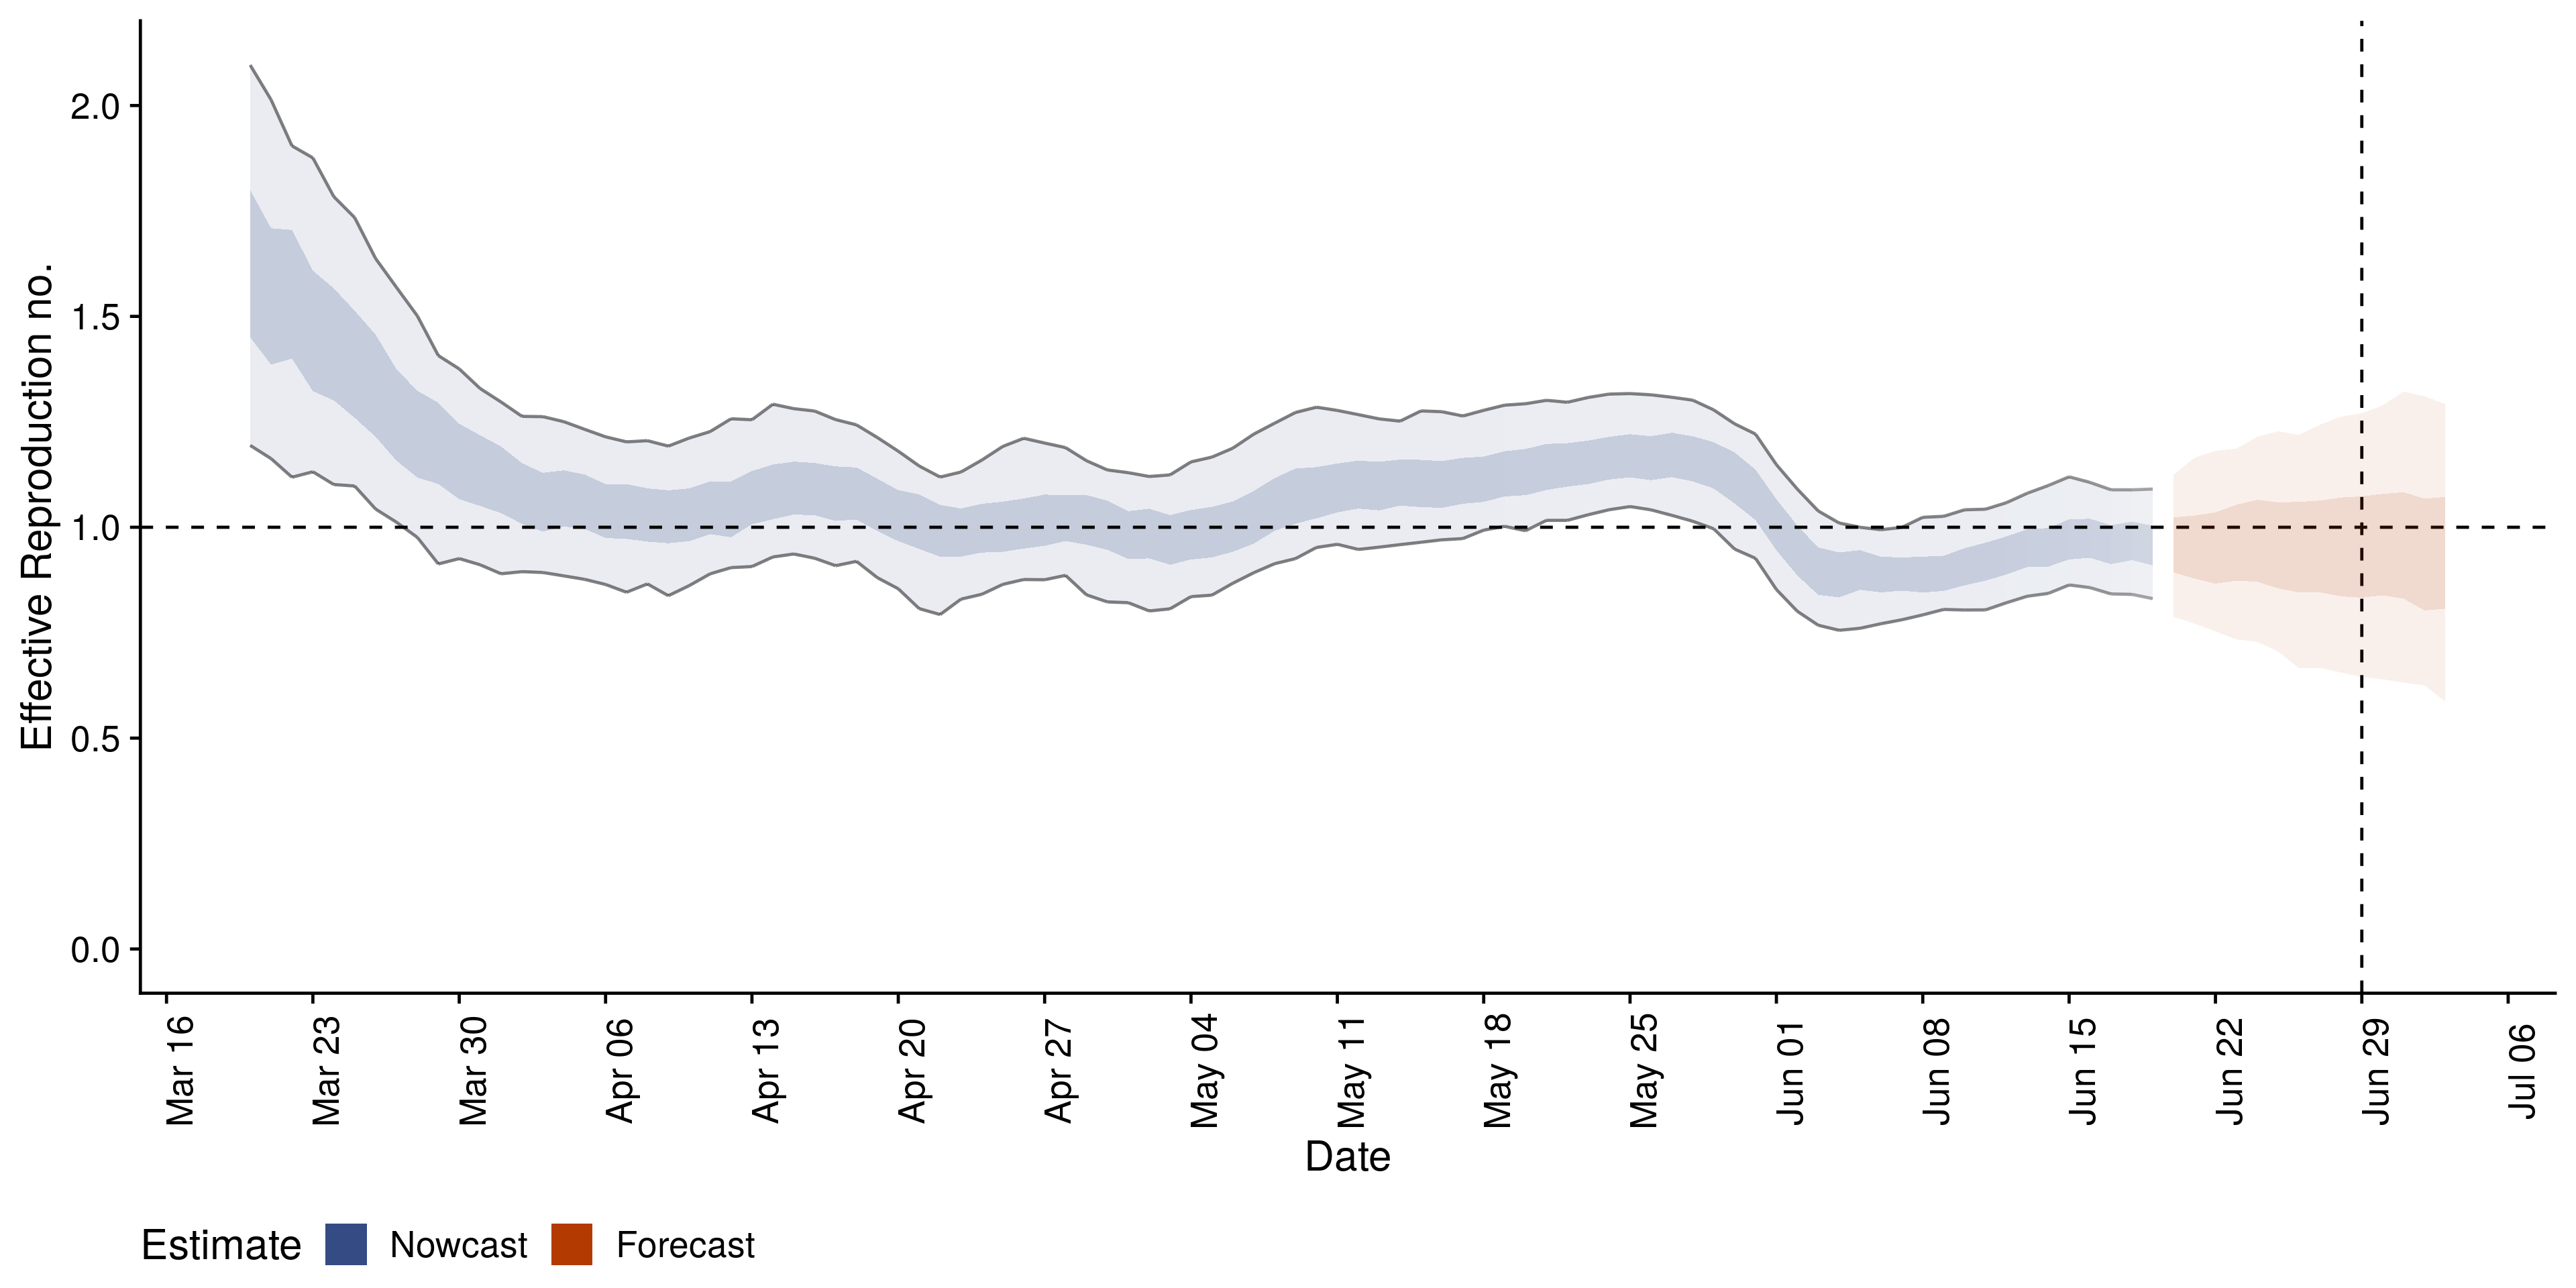 Effective Reproduction no.
2.0
1.5
1.0
0.5
0.0
Mar 16
Mar 23
Mar 30
Apr 06
Apr 13
Apr 20
Apr 27
May 04
May 11
May 18
May 25
Jun 01
Jun 08
Jun 15
Jun 22
Jun 29
Jul 06
Date
Estimate Nowcast Forecast